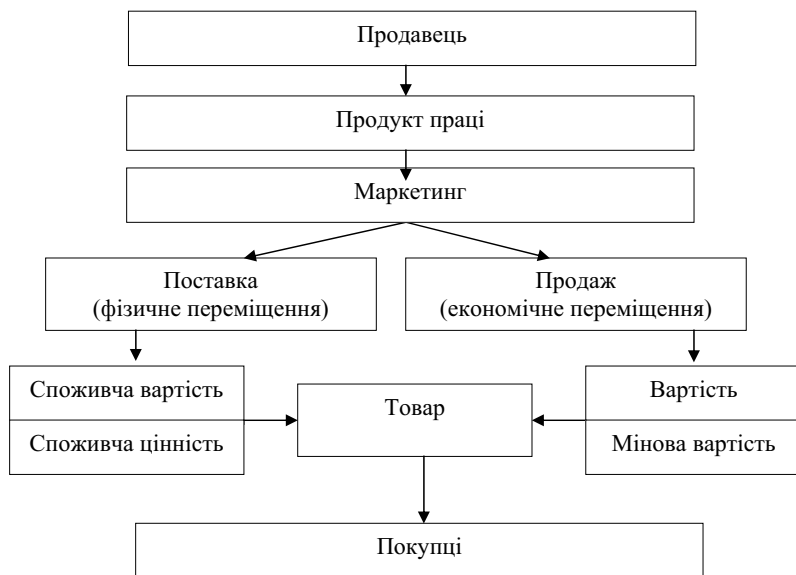 Продавець
Продукт праці
Маркетинг
Поставка
(фізичне переміщення)
Продаж
(економічне переміщення)
Споживча вартість
Споживча цінність
Товар
Вартість
Мінова вартість
Покупці